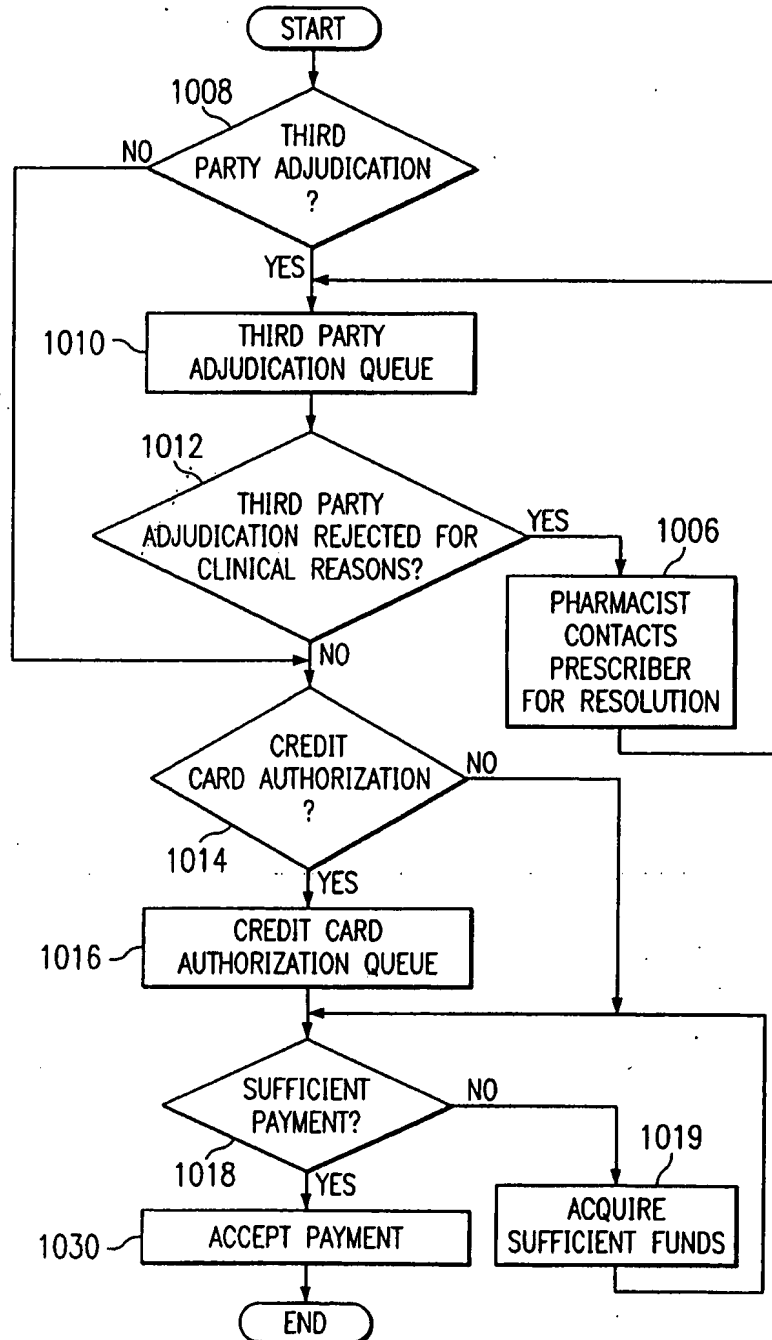 START
1008
THIRD
PARTY ADJUDICATION
?
NO
YES
1010
THIRD PARTY
ADJUDICATION QUEUE
1012
THIRD PARTY
ADJUDICATION REJECTED FOR
CLINICAL REASONS?
YES
NO
1006
PHARMACIST
CONTACTS
PRESCRIBER
FOR RESOLUTION
CREDIT
CARD AUTHORIZATION
?
NO
1014
YES
1016
CREDIT CARD
AUTHORIZATION QUEUE
SUFFICIENT
PAYMENT?
NO
1018
YES
1019
ACQUIRE
SUFFICIENT FUNDS
1030
ACCEPT PAYMENT
END